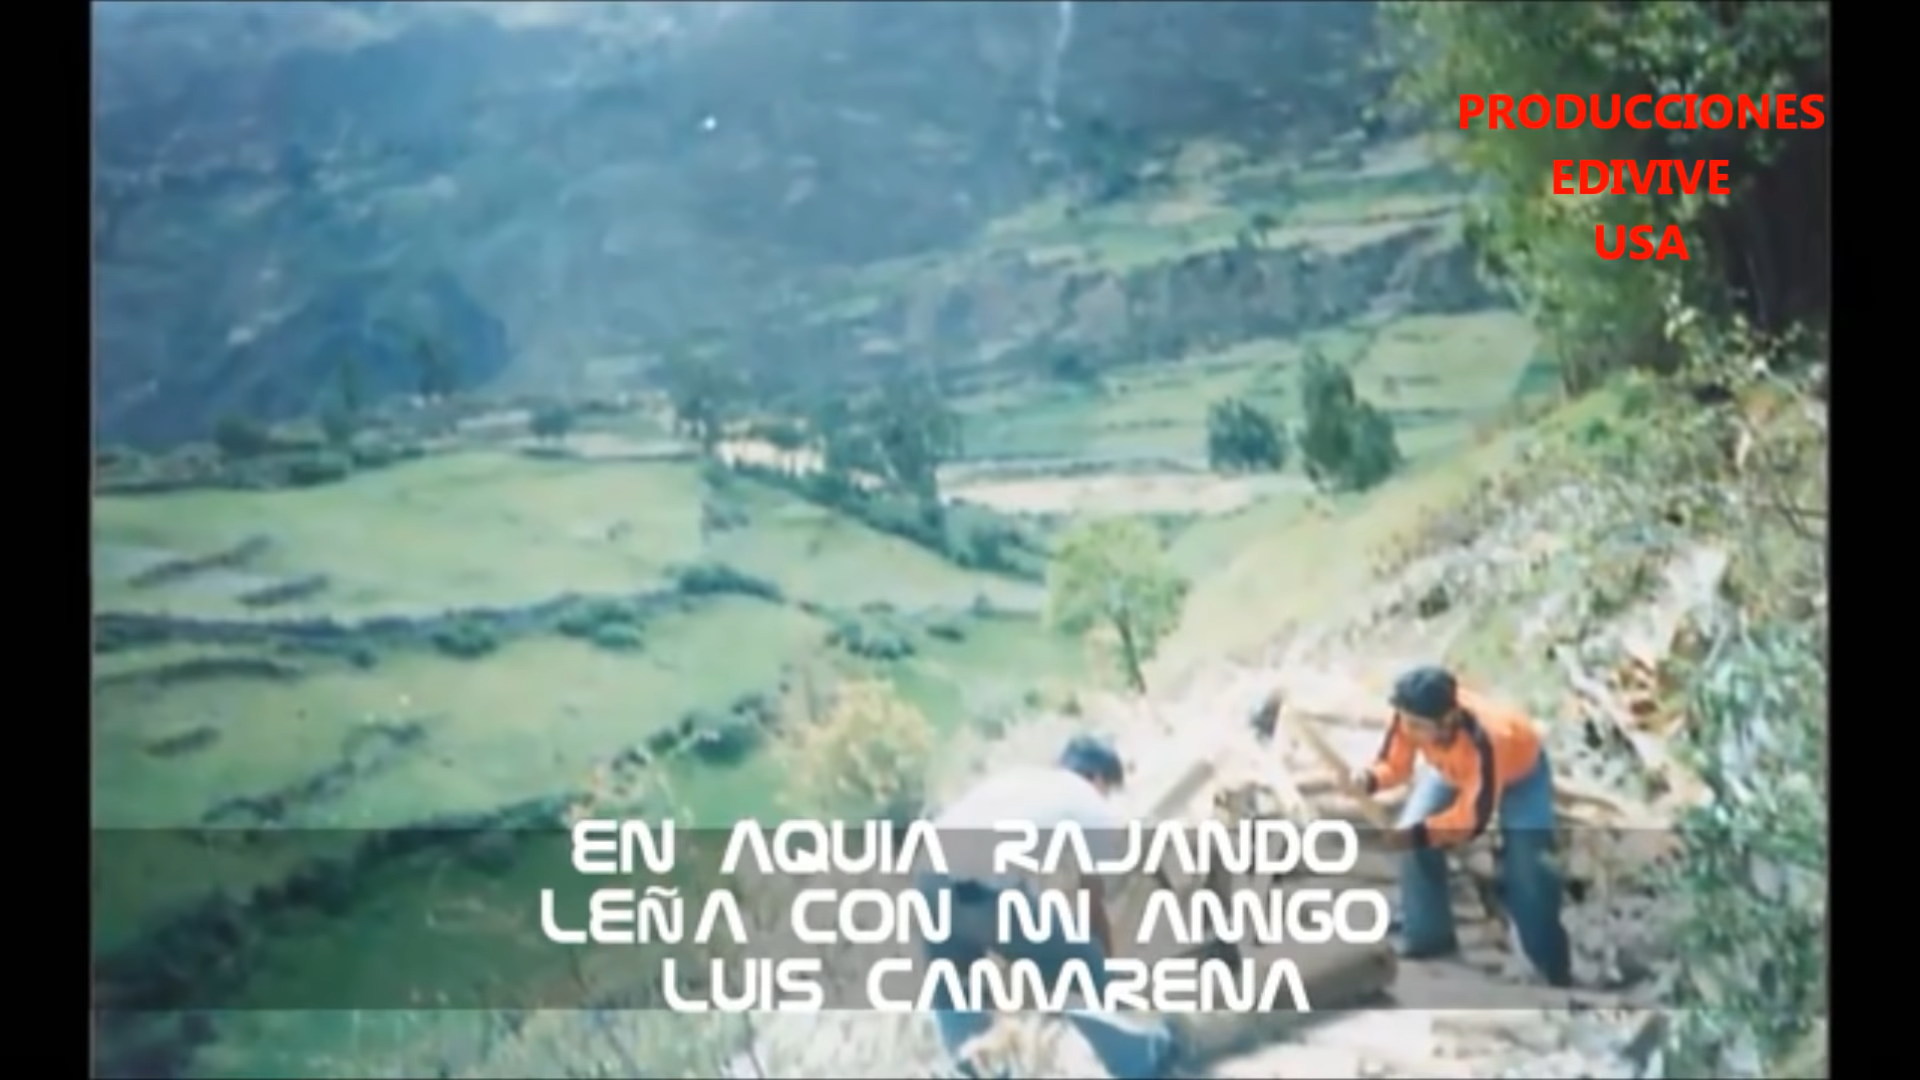 PRODUCCIONES
EDIVIVE
USA
EN AQUIA RAJANDO
LEÑA CON MI AMIGO
LUIS CAMARENA